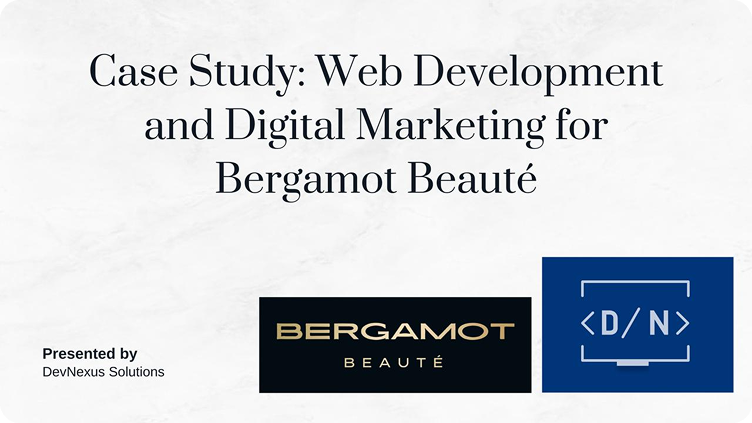 Case Study: Web Development
and Digital Marketing for
Bergamot Beauté
BERGAMOT
BEAUTÉ
<D/N>
Presented by
DevNexus Solutions